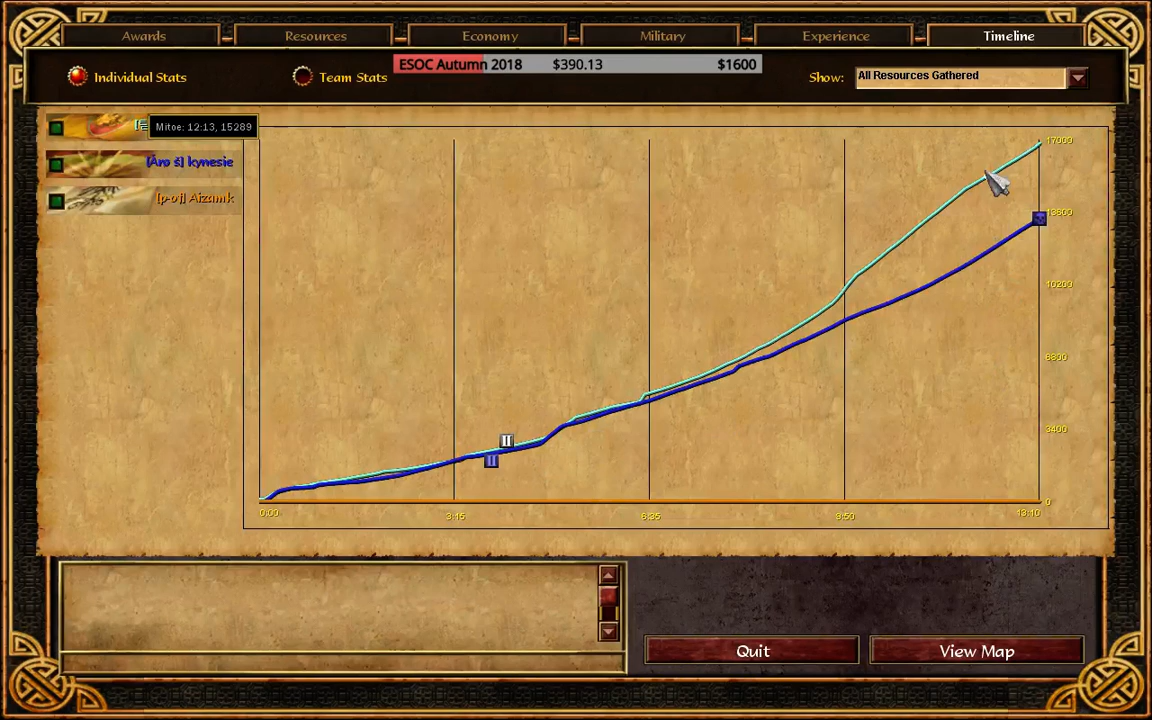 Awards
Resources
Economy
Military
Experience
Timeline
Individual Stats
Team Stats
ESOC Autumn 2018 $390.13 $1600
Show:
All Resources Gathered
Mitoe: 12:13, 15289
kynesie
Aizamk
17000
13600
10200
6800
3400
0
0:00
3:15
6:35
9:50
13:10
Quit
View Map